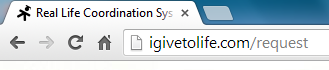 Real Life Coordination Sys
igivetolife.com/request